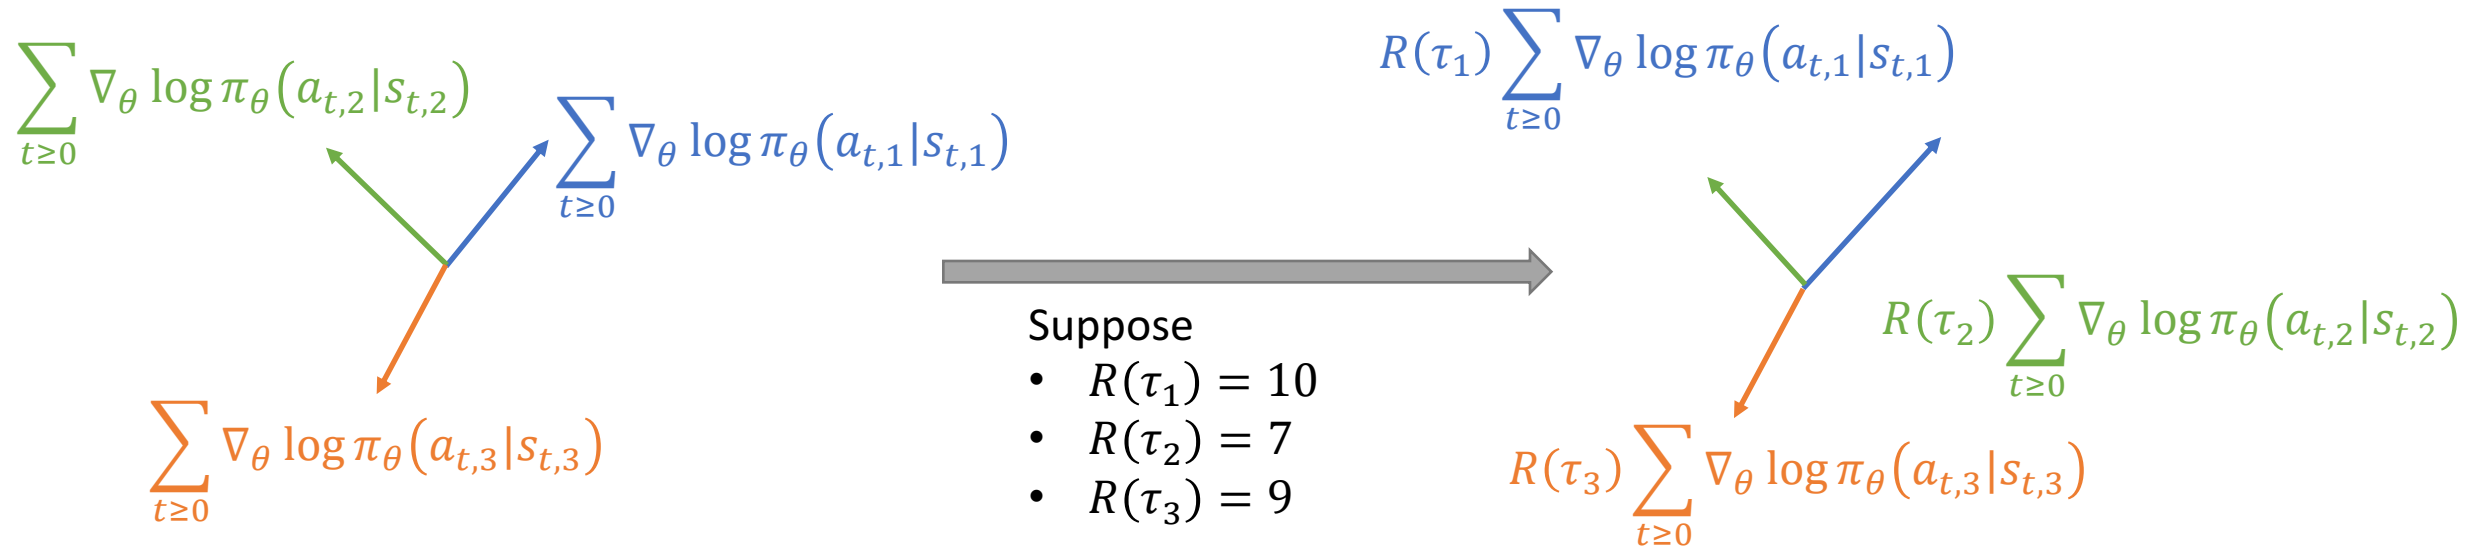 ∑_{t≥0} ∇_θ log π_θ(a_{t,2}|s_{t,2})
∑_{t≥0} ∇_θ log π_θ(a_{t,1}|s_{t,1})
∑_{t≥0} ∇_θ log π_θ(a_{t,3}|s_{t,3})
Suppose
• R(τ_1) = 10
• R(τ_2) = 7
• R(τ_3) = 9
R(τ_1) ∑_{t≥0} ∇_θ log π_θ(a_{t,1}|s_{t,1})
R(τ_2) ∑_{t≥0} ∇_θ log π_θ(a_{t,2}|s_{t,2})
R(τ_3) ∑_{t≥0} ∇_θ log π_θ(a_{t,3}|s_{t,3})